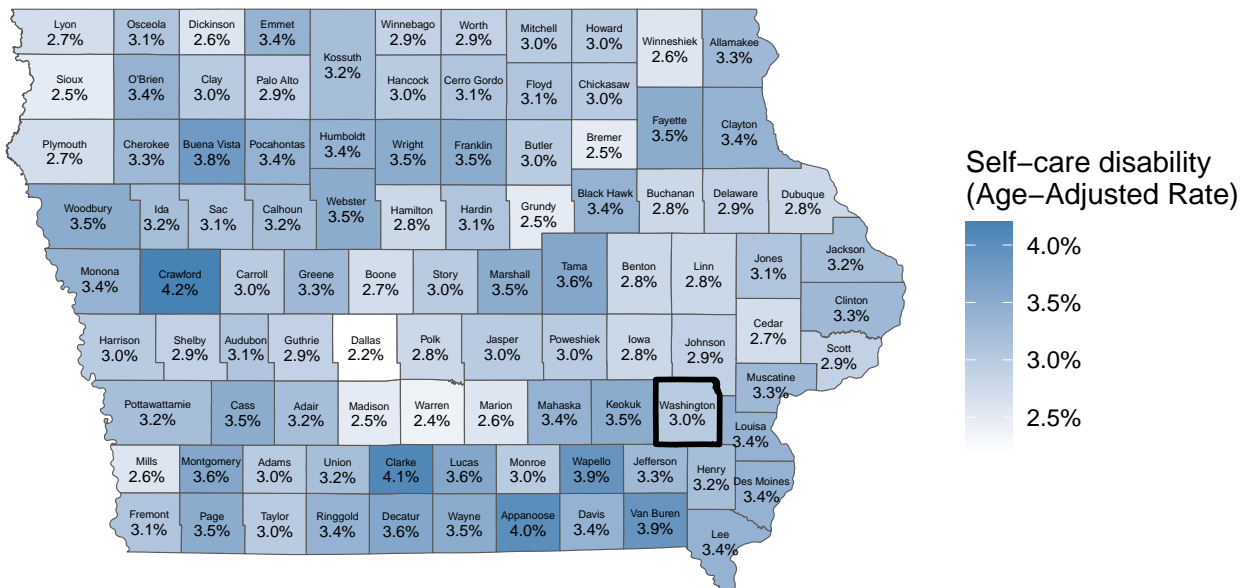 Lyon
2.7%
Osceola
3.1%
Dickinson
2.6%
Emmet
3.4%
Kossuth
3.2%
Winnebago
2.9%
Worth
2.9%
Mitchell
3.0%
Howard
3.0%
Winneshiek
2.6%
Allamakee
3.3%
Sioux
2.5%
O'Brien
3.4%
Clay
3.0%
Palo Alto
2.9%
Hancock
3.0%
Cerro Gordo
3.1%
Floyd
3.1%
Chickasaw
3.0%
Fayette
3.5%
Clayton
3.4%
Plymouth
2.7%
Cherokee
3.3%
Buena Vista
3.8%
Pocahontas
3.4%
Humboldt
3.4%
Wright
3.5%
Franklin
3.5%
Butler
3.0%
Bremer
2.5%
Woodbury
3.5%
Ida
3.2%
Sac
3.1%
Calhoun
3.2%
Webster
3.5%
Hamilton
2.8%
Hardin
3.1%
Grundy
2.5%
Black Hawk
3.4%
Buchanan
2.8%
Delaware
2.9%
Dubuque
2.8%
Monona
3.4%
Crawford
4.2%
Carroll
3.0%
Greene
3.3%
Boone
2.7%
Story
3.0%
Marshall
3.5%
Tama
3.6%
Benton
2.8%
Linn
2.8%
Jones
3.1%
Jackson
3.2%
Clinton
3.3%
Harrison
3.0%
Shelby
2.9%
Audubon
3.1%
Guthrie
2.9%
Dallas
2.2%
Polk
2.8%
Jasper
3.0%
Poweshiek
3.0%
Iowa
2.8%
Johnson
2.9%
Cedar
2.7%
Scott
2.9%
Muscatine
3.3%
Pottawattamie
3.2%
Cass
3.5%
Adair
3.2%
Madison
2.5%
Warren
2.4%
Marion
2.6%
Mahaska
3.4%
Keokuk
3.5%
Washington
3.0%
Louisa
3.4%
Mills
2.6%
Montgomery
3.6%
Adams
3.0%
Union
3.2%
Clarke
4.1%
Lucas
3.6%
Monroe
3.0%
Wapello
3.9%
Jefferson
3.3%
Henry
3.2%
Des Moines
3.4%
Fremont
3.1%
Page
3.5%
Taylor
3.0%
Ringgold
3.4%
Decatur
3.6%
Wayne
3.5%
Appanoose
4.0%
Davis
3.4%
Van Buren
3.9%
Lee
3.4%
Self−care disability
(Age−Adjusted Rate)
4.0%
3.5%
3.0%
2.5%